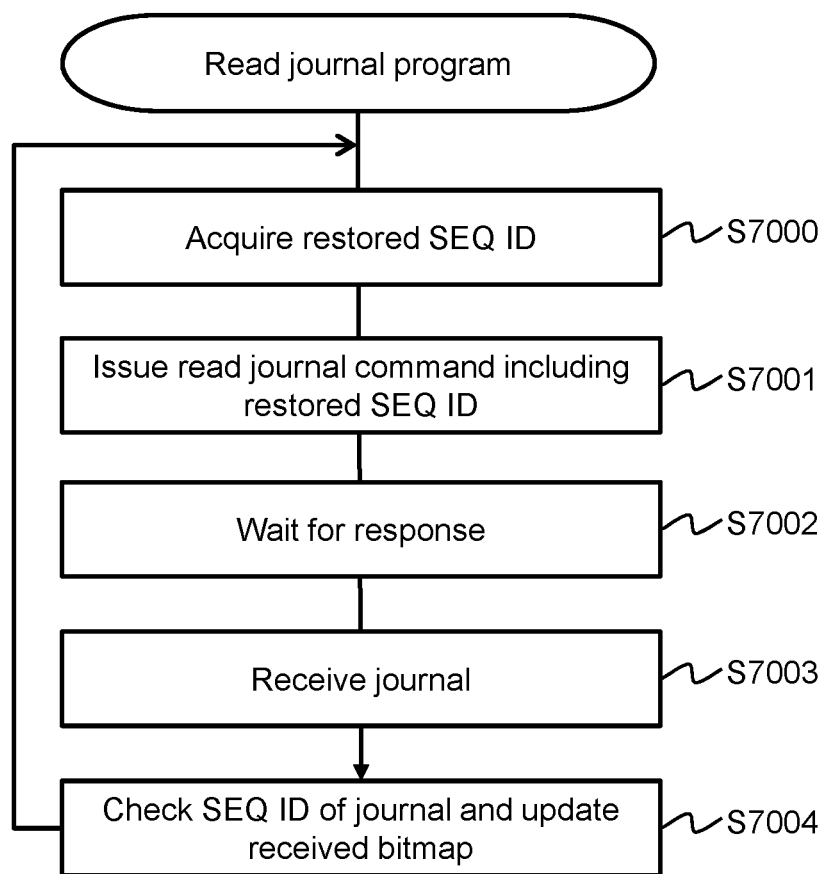 Read journal program
Acquire restored SEQ ID
S7000
Issue read journal command including
restored SEQ ID
S7001
Wait for response
S7002
Receive journal
S7003
Check SEQ ID of journal and update
received bitmap
S7004